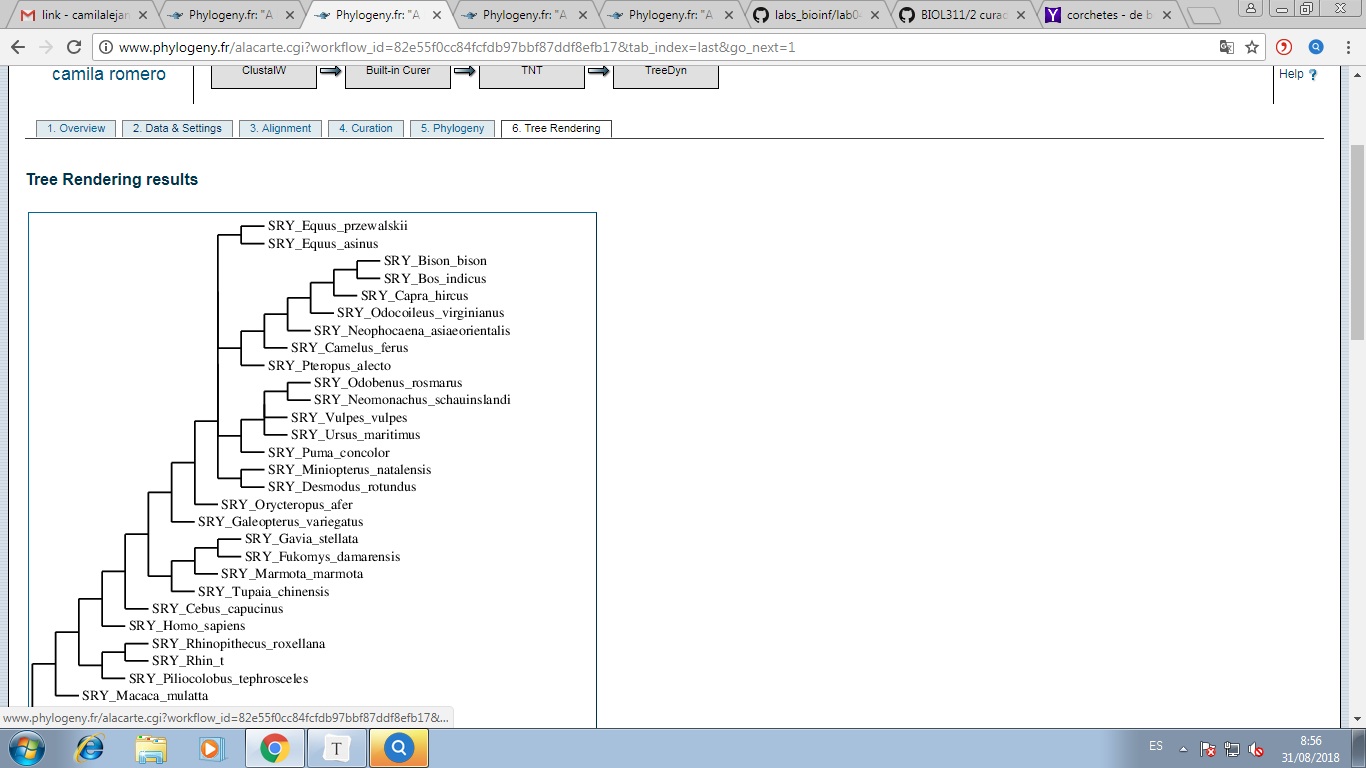 link - camilalejan
Phylogeny.fr: "A
Phylogeny.fr: "A
Phylogeny.fr: "A
Phylogeny.fr: "A
labs_bioinf/lab0
BIOL311/2 curac
corchetes - de b
www.phylogeny.fr/alacarte.cgi?workflow_id=82e55f0cc84fcfdb97bbf87ddf8efb17&tab_index=last&go_next=1
camila romero
ClustalW
Built-in Curer
TNT
TreeDyn
Help ?
1. Overview
2. Data & Settings
3. Alignment
4. Curation
5. Phylogeny
6. Tree Rendering
Tree Rendering results
SRY_Equus_przewalskii
SRY_Equus_asinus
SRY_Bison_bison
SRY_Bos_indicus
SRY_Capra_hircus
SRY_Odocoileus_virginianus
SRY_Neophocaena_asiaeorientalis
SRY_Camelus_ferus
SRY_Pteropus_alecto
SRY_Odobenus_rosmarus
SRY_Neomonachus_schauinslandi
SRY_Vulpes_vulpes
SRY_Ursus_maritimus
SRY_Puma_concolor
SRY_Miniopterus_natalensis
SRY_Desmodus_rotundus
SRY_Orycteropus_afer
SRY_Galeopterus_variegatus
SRY_Gavia_stellata
SRY_Fukomys_damarensis
SRY_Marmota_marmota
SRY_Tupaia_chinensis
SRY_Cebus_capucinus
SRY_Homo_sapiens
SRY_Rhinopithecus_roxellana
SRY_Rhin_t
SRY_Piliocolobus_tephrosceles
SRY_Macaca_mulatta
www.phylogeny.fr/alacarte.cgi?workflow_id=82e55f0cc84fcfdb97bbf87ddf8efb17&...
T
ES
8:56
31/08/2018